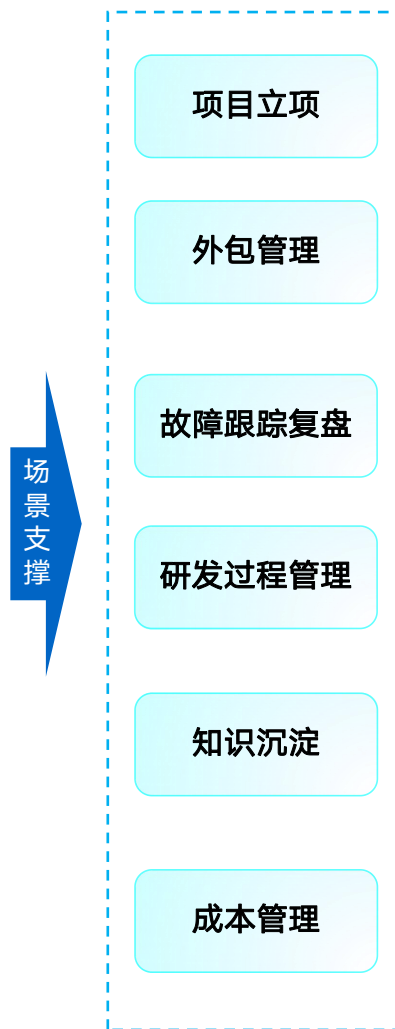 项目立项
外包管理
故障跟踪复盘
研发过程管理
知识沉淀
成本管理
场景支撑